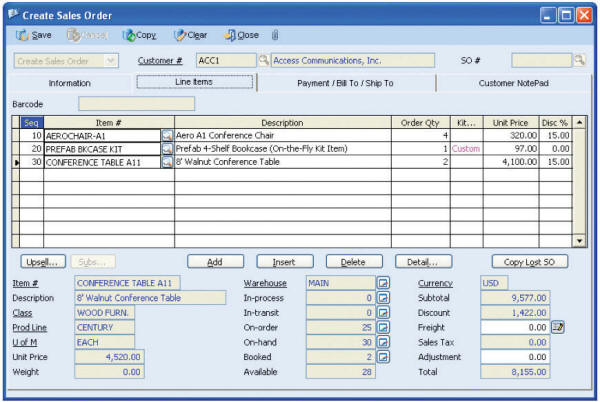 Create Sales Order
Save Cancel Copy Clear Close
Create Sales Order Customer # ACC1 Access Communications, Inc. SO #
Information Line Items Payment / Bill To / Ship To Customer NotePad
Barcode
Seq Item # Description Order Qty Kit... Unit Price Disc %
10 AEROCHAIR-A1 Aero A1 Conference Chair 4 320.00 15.00
20 PREFAB BKCASE KIT Prefab 4-Shelf Bookcase (On-the-Fly Kit Item) 1 Custom 97.00 0.00
30 CONFERENCE TABLE A11 8' Walnut Conference Table 2 4,100.00 15.00
Upsell... Subs... Add Insert Delete Detail... Copy Lost SO
Item # CONFERENCE TABLE A11 Warehouse MAIN Currency USD
Description 8' Walnut Conference Table In-process 0 Subtotal 9,577.00
Class WOOD FURN. In-transit 0 Discount 1,422.00
Prod Line CENTURY On-order 25 Freight 0.00
U of M EACH On-hand 30 Sales Tax 0.00
Unit Price 4,520.00 Booked 2 Adjustment 0.00
Weight 0.00 Available 28 Total 8,155.00